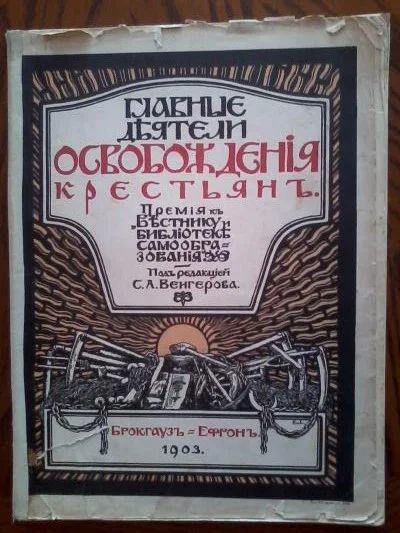 Главные
дѣятели
освобожденія
крестьянъ.
Премія къ
„Вѣстнику и
библіотекѣ
самообра=
зованія"
Подъ редакціей
С. А. Венгерова.
Брокгаузъ=Ефронъ.
1903.